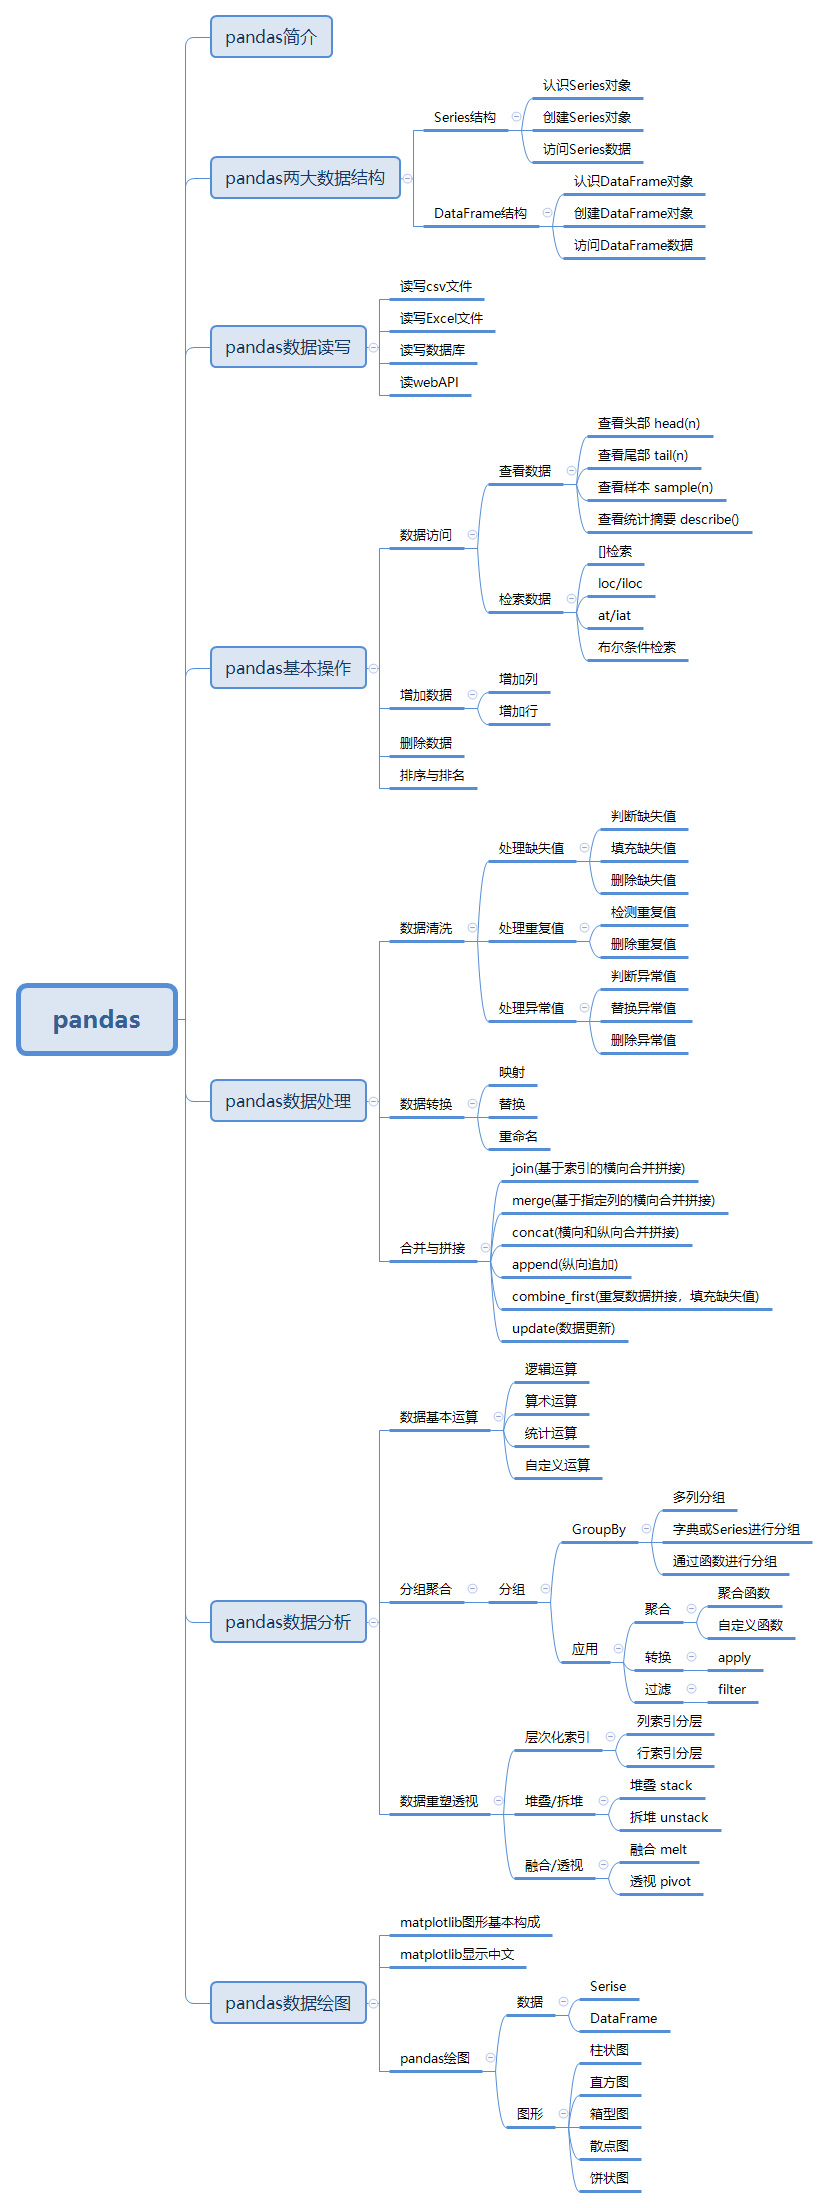 pandas
pandas简介
pandas两大数据结构
Series结构
认识Series对象
创建Series对象
访问Series数据
DataFrame结构
认识DataFrame对象
创建DataFrame对象
访问DataFrame数据
pandas数据读写
读写csv文件
读写Excel文件
读写数据库
读webAPI
pandas基本操作
数据访问
查看数据
查看头部 head(n)
查看尾部 tail(n)
查看样本 sample(n)
查看统计摘要 describe()
检索数据
[]检索
loc/iloc
at/iat
布尔条件检索
增加数据
增加列
增加行
删除数据
排序与排名
pandas数据处理
数据清洗
处理缺失值
判断缺失值
填充缺失值
删除缺失值
处理重复值
检测重复值
删除重复值
处理异常值
判断异常值
替换异常值
删除异常值
数据转换
映射
替换
重命名
合并与拼接
join(基于索引的横向合并拼接)
merge(基于指定列的横向合并拼接)
concat(横向和纵向合并拼接)
append(纵向追加)
combine_first(重复数据拼接，填充缺失值)
update(数据更新)
pandas数据分析
数据基本运算
逻辑运算
算术运算
统计运算
自定义运算
分组聚合
分组
GroupBy
多列分组
字典或Series进行分组
通过函数进行分组
应用
聚合
聚合函数
自定义函数
转换
apply
过滤
filter
数据重塑透视
层次化索引
列索引分层
行索引分层
堆叠/拆堆
堆叠 stack
拆堆 unstack
融合/透视
融合 melt
透视 pivot
pandas数据绘图
matplotlib图形基本构成
matplotlib显示中文
pandas绘图
数据
Serise
DataFrame
图形
柱状图
直方图
箱型图
散点图
饼状图